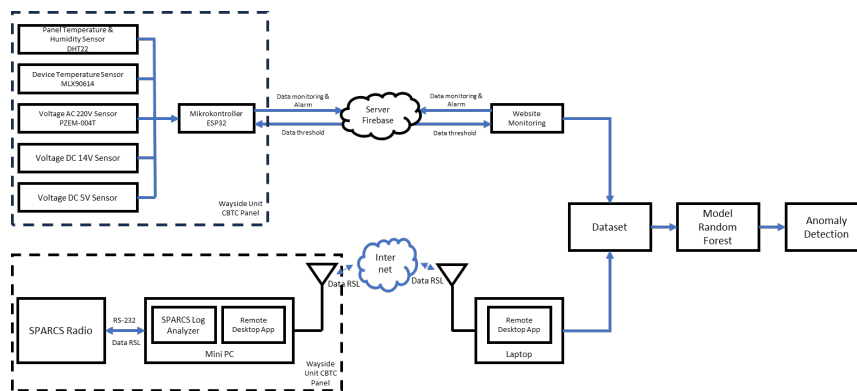 Panel Temperature &
Humidity Sensor
DHT22
Device Temperature Sensor
MLX90614
Voltage AC 220V Sensor
PZEM-004T
Voltage DC 14V Sensor
Voltage DC 5V Sensor
Mikrokontroller
ESP32
Wayside Unit
CBTC Panel
Data monitoring &
Alarm
Data threshold
Server
Firebase
Data monitoring &
Alarm
Data threshold
Website
Monitoring
Dataset
Model
Random
Forest
Anomaly
Detection
SPARCS Radio
RS-232
Data RSL
SPARCS Log
Analyzer
Remote
Desktop App
Mini PC
Wayside
Unit CBTC
Panel
Data RSL
Inter
net
Data RSL
Remote
Desktop App
Laptop